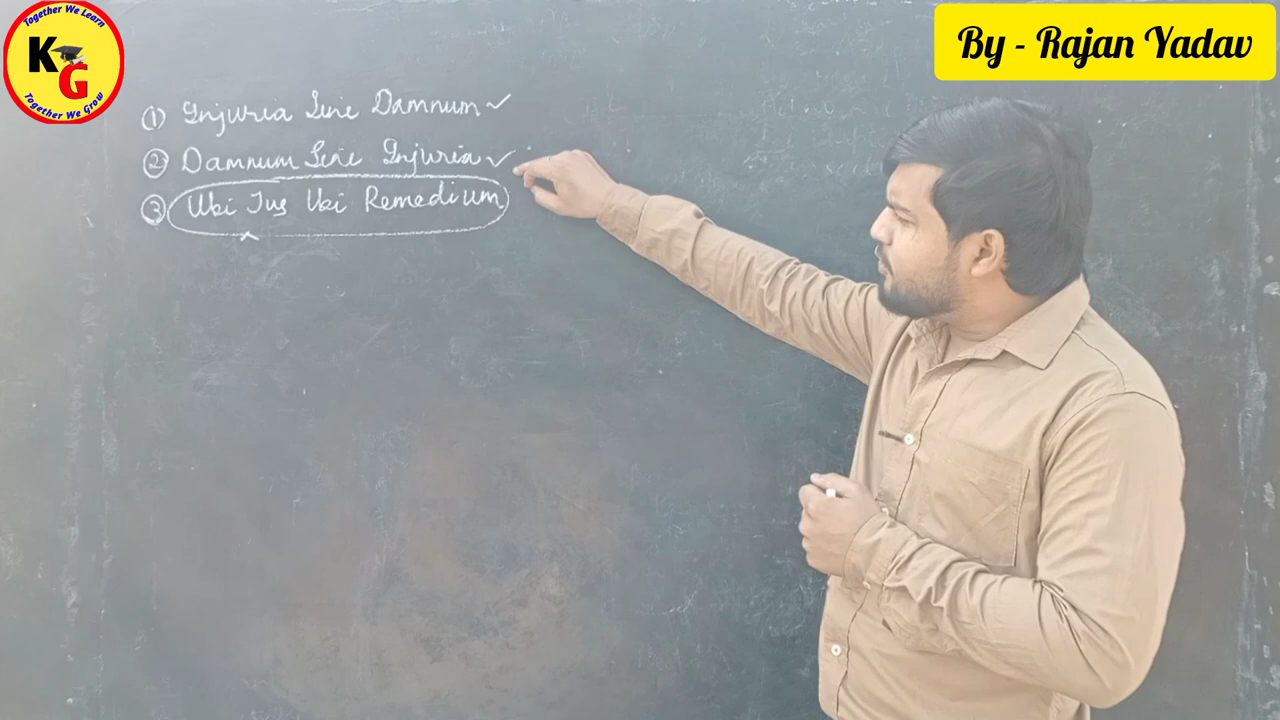 Together We Learn
KG
Together We Grow
By - Rajan Yadav
① Injuria Sine Damnum ✓
② Damnum Sine Injuria ✓
③ Ubi Jus Ubi Remedium